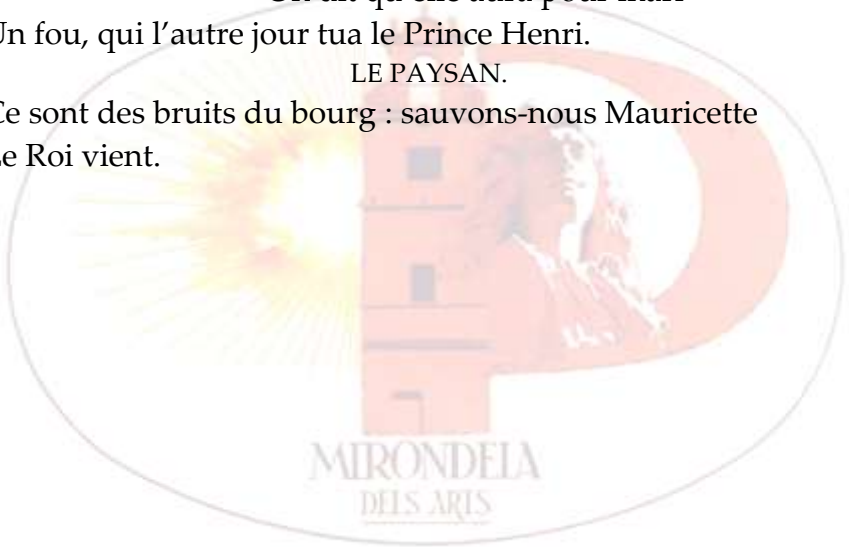 Un fou, qui l’autre jour tua le Prince Henri.
LE PAYSAN.
Ce sont des bruits du bourg : sauvons-nous Mauricette
Le Roi vient.
MIRONDELA
DELS ARTS